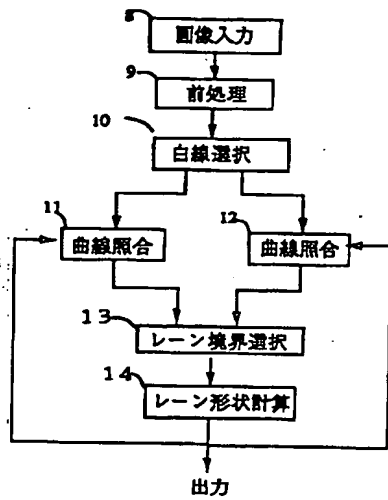 8
画像入力
9
前処理
10
白線選択
11
曲線照合
12
曲線照合
13
レーン境界選択
14
レーン形状計算
出力